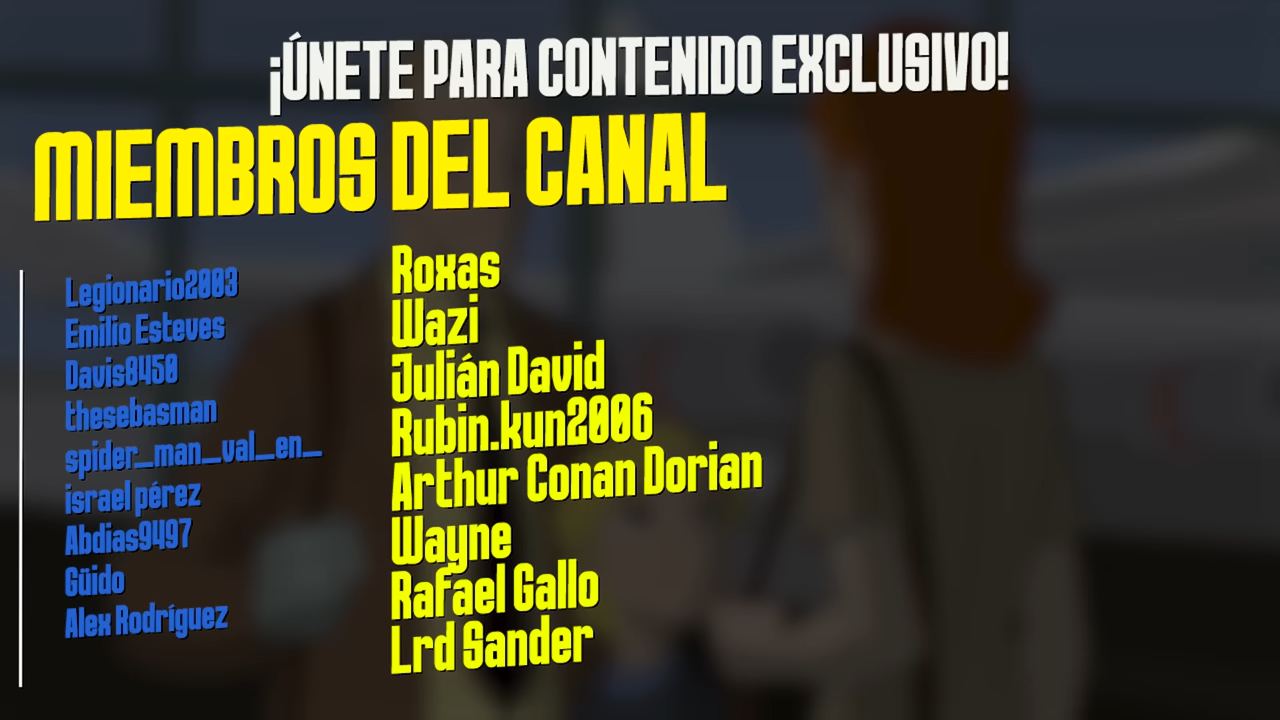 ¡ÚNETE PARA CONTENIDO EXCLUSIVO!
MIEMBROS DEL CANAL
Legionario2003
Emilio Esteves
Davis8450
thesebasman
spider_man_val_en_
israel pérez
Abdias9497
Güido
Alex Rodríguez
Roxas
Wazi
Julián David
Rubin.kun2006
Arthur Conan Dorian
Wayne
Rafael Gallo
Lrd Sander